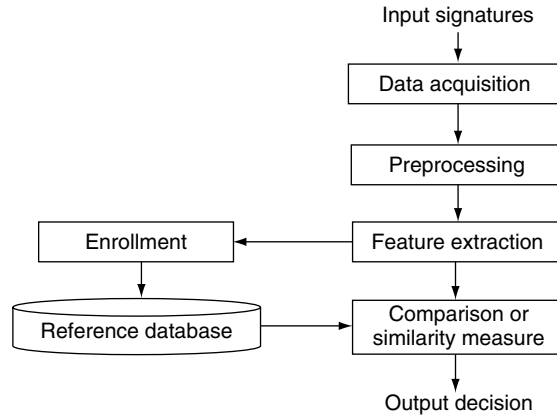 Input signatures
Data acquisition
Preprocessing
Enrollment
Feature extraction
Reference database
Comparison or
similarity measure
Output decision